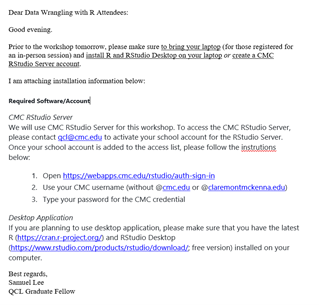 Dear Data Wrangling with R Attendees:
Good evening.
Prior to the workshop tomorrow, please make sure to bring your laptop (for those registered for
an in-person session) and install R and RStudio Desktop on your laptop or create a CMC
RStudio Server account.
I am attaching installation information below:
Required Software/Account
CMC RStudio Server
We will use CMC RStudio Server for this workshop. To access the CMC RStudio Server,
please contact qcl@cmc.edu to activate your school account for the RStudio Server.
Once your school account is added to the access list, please follow the instrutions
below:
1. Open https://webapps.cmc.edu/rstudio/auth-sign-in
2. Use your CMC username (without @cmc.edu or @claremontmckenna.edu)
3. Type your password for the CMC credential
Desktop Application
If you are planning to use desktop application, please make sure that you have the latest
R (https://cran.r-project.org/) and RStudio Desktop
(https://www.rstudio.com/products/rstudio/download/; free version) installed on your
computer.
Best regards,
Samuel Lee
QCL Graduate Fellow